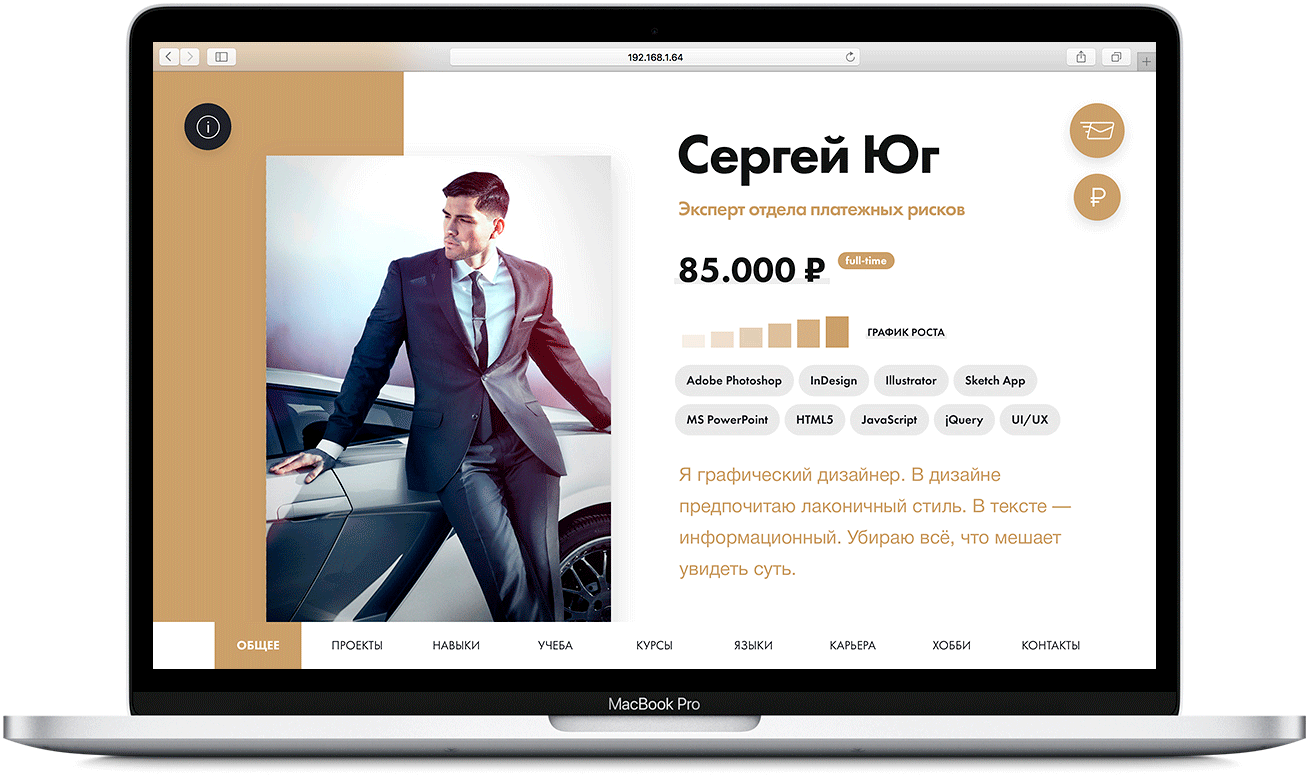 192.168.1.64
Сергей Юг
Эксперт отдела платежных рисков
85.000 ₽ full-time
ГРАФИК РОСТА
Adobe Photoshop InDesign Illustrator Sketch App
MS PowerPoint HTML5 JavaScript jQuery UI/UX
Я графический дизайнер. В дизайне
предпочитаю лаконичный стиль. В тексте —
информационный. Убираю всё, что мешает
увидеть суть.
ОБЩЕЕ ПРОЕКТЫ НАВЫКИ УЧЕБА КУРСЫ ЯЗЫКИ КАРЬЕРА ХОББИ КОНТАКТЫ
MacBook Pro